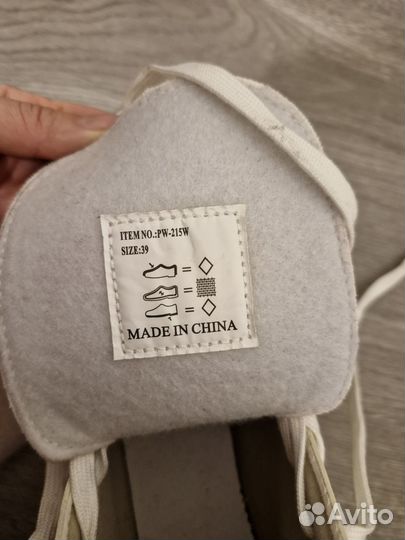 ITEM NO.:PW-215W
SIZE:39
MADE IN CHINA
Avito